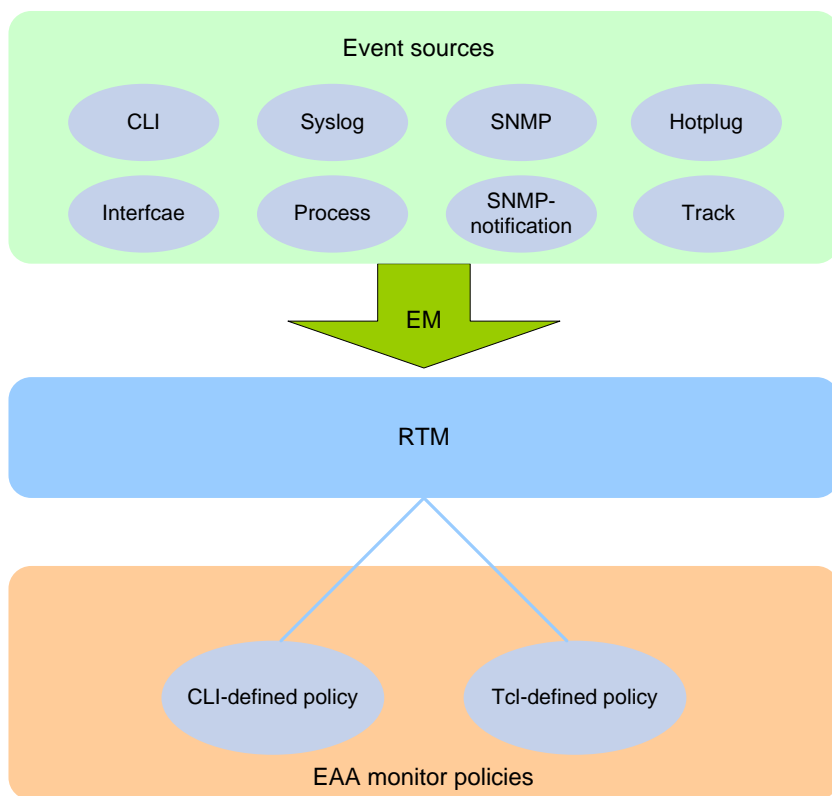 Event sources
CLI
Syslog
SNMP
Hotplug
Interfcae
Process
SNMP-
notification
Track
EM
RTM
CLI-defined policy
Tcl-defined policy
EAA monitor policies